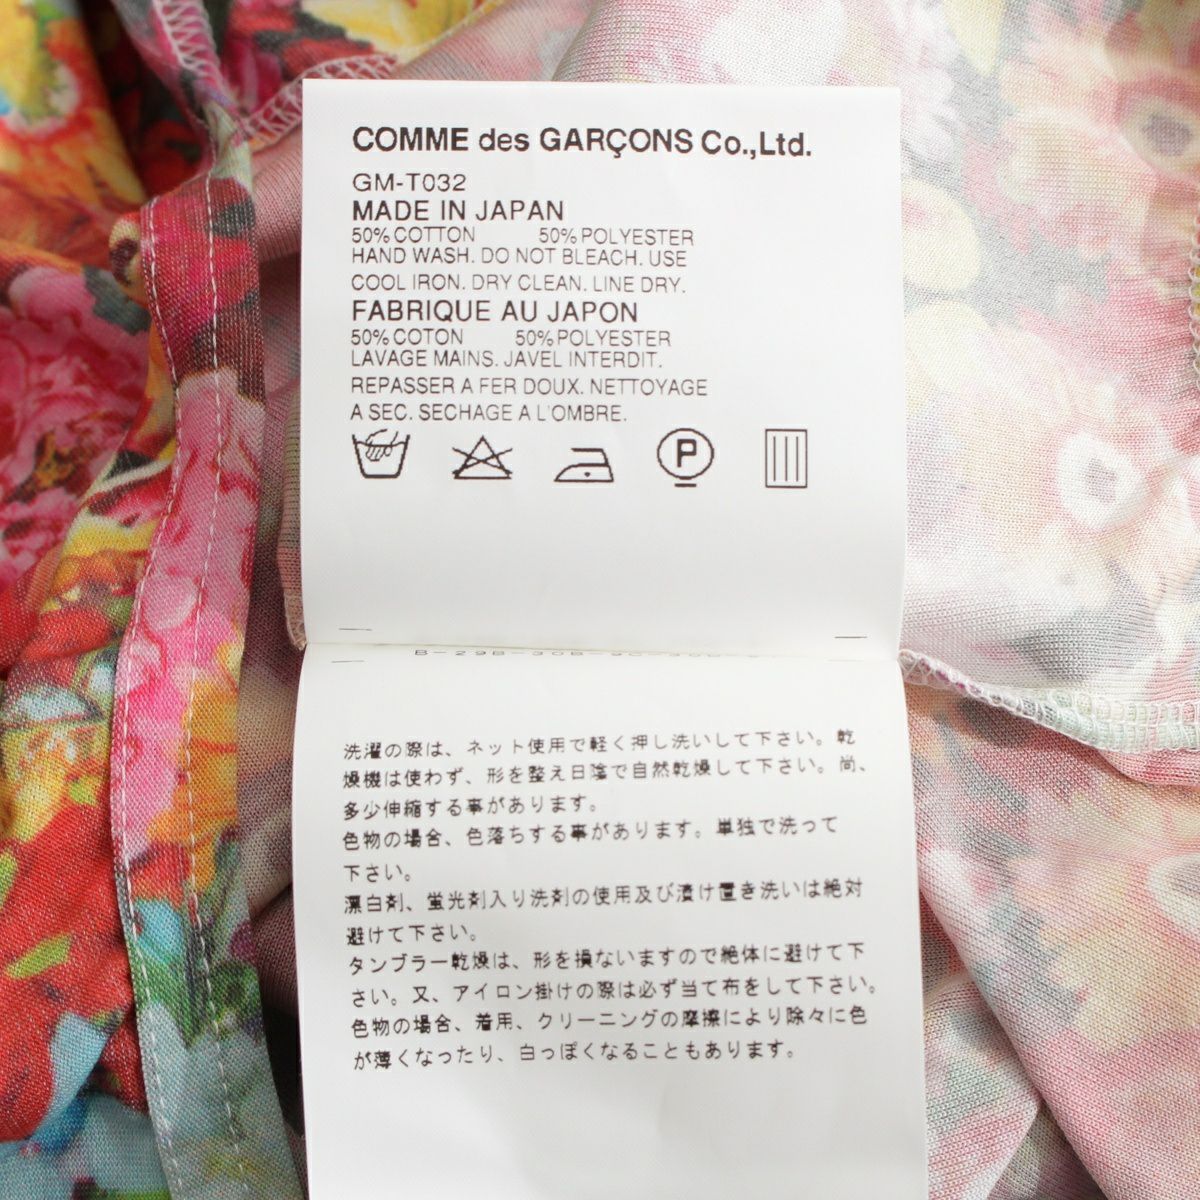 COMME des GARÇONS Co.,Ltd.
GM-T032
MADE IN JAPAN
50% COTTON 50% POLYESTER
HAND WASH. DO NOT BLEACH. USE
COOL IRON. DRY CLEAN. LINE DRY.
FABRIQUE AU JAPON
50% COTON 50% POLYESTER
LAVAGE MAINS. JAVEL INTERDIT.
REPASSER A FER DOUX. NETTOYAGE
A SEC. SECHAGE A L'OMBRE.
P
洗濯の際は、ネット使用で軽く押し洗いして下さい。乾
燥機は使わず、形を整え日陰で自然乾燥して下さい。尚、
多少伸縮する事があります。
色物の場合、色落ちする事があります。単独で洗って
下さい。
漂白剤、蛍光剤入り洗剤の使用及び漬け置き洗いは絶対
避けて下さい。
タンブラー乾燥は、形を損ないますので絶体に避けて下
さい。又、アイロン掛けの際は必ず当て布をして下さい。
色物の場合、着用、クリーニングの摩擦により除々に色
が薄くなったり、白っぽくなることもあります。